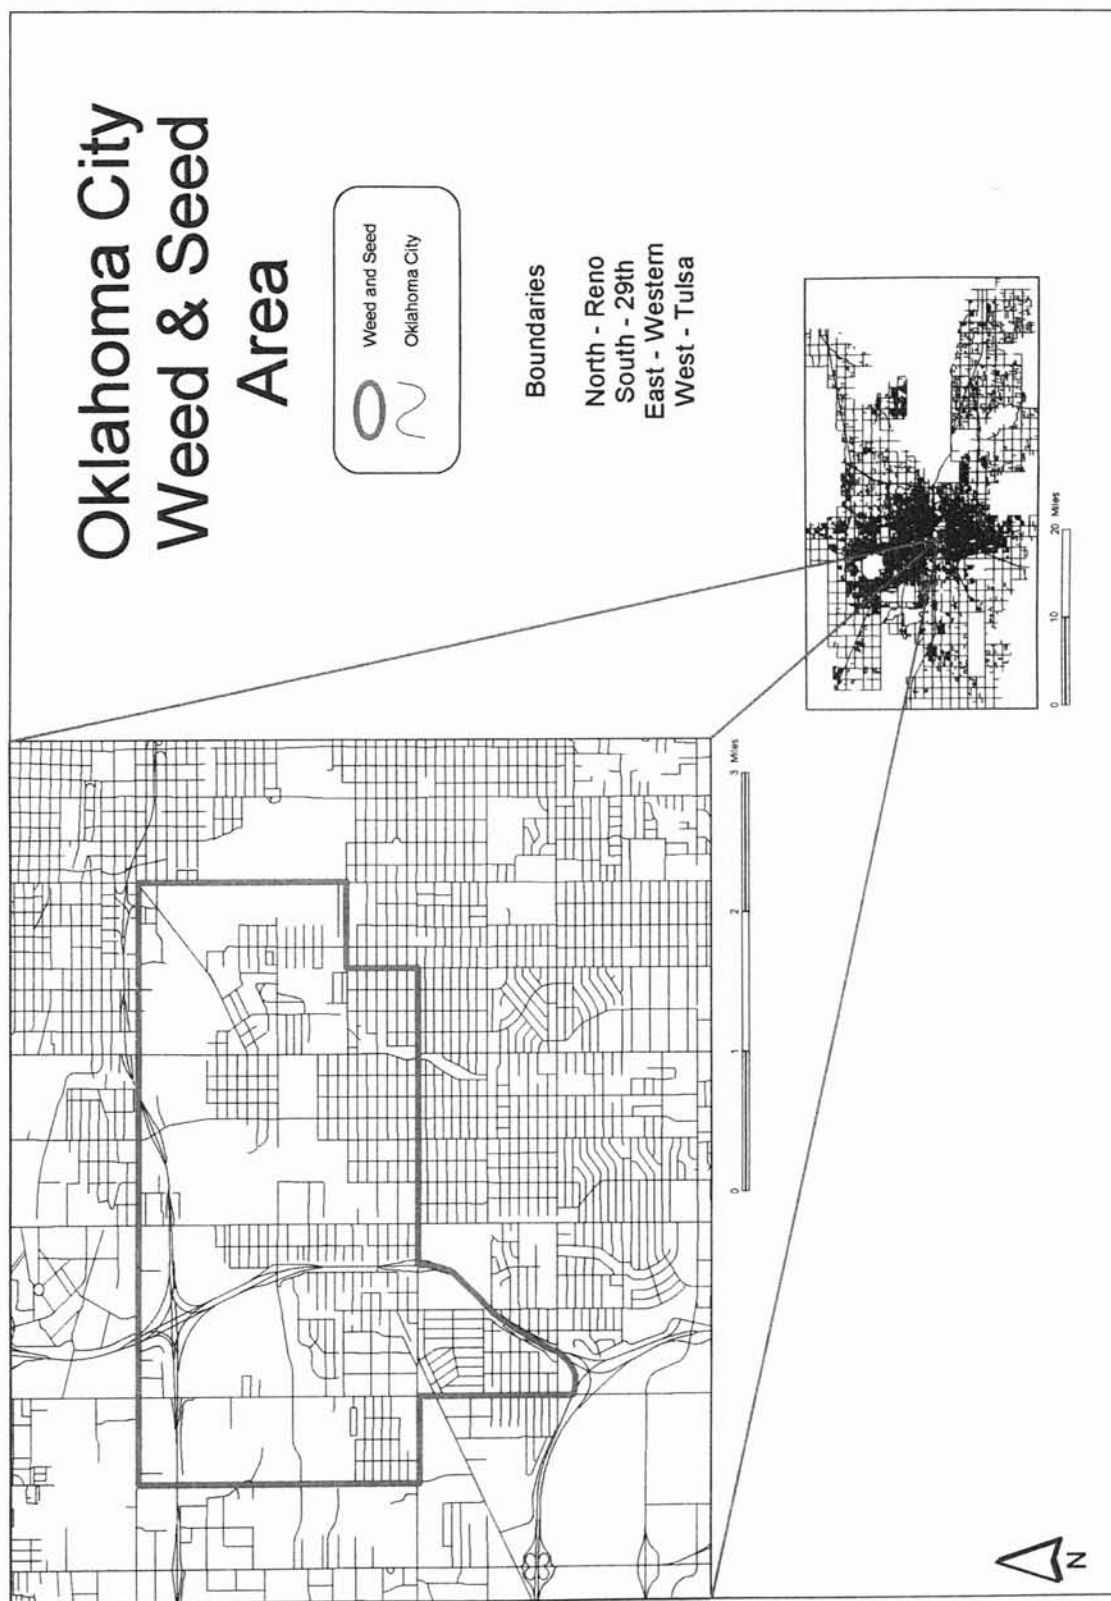 Oklahoma City
Weed & Seed
Area
Weed and Seed
Oklahoma City
Boundaries
North - Reno
South - 29th
East - Western
West - Tulsa
0 1 2 3 Miles
0 10 20 Miles
N